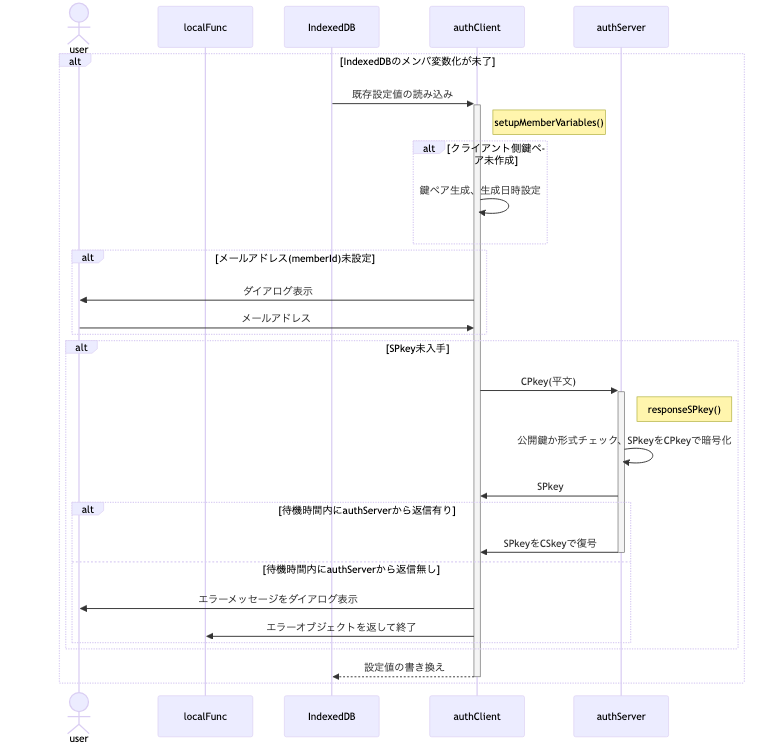 user
localFunc
IndexedDB
authClient
authServer
alt
[IndexedDBのメンバ変数化が未了]
既存設定値の読み込み
setupMemberVariables()
alt
[クライアント側鍵ペ-
ア未作成]
鍵ペア生成、生成日時設定
alt
[メールアドレス(memberId)未設定]
ダイアログ表示
メールアドレス
alt
[SPkey未入手]
CPkey(平文)
responseSPkey()
公開鍵か形式チェック、SPkeyをCPkeyで暗号化
SPkey
alt
[待機時間内にauthServerから返信有り]
SPkeyをCSkeyで復号
[待機時間内にauthServerから返信無し]
エラーメッセージをダイアログ表示
エラーオブジェクトを返して終了
設定値の書き換え
user
localFunc
IndexedDB
authClient
authServer